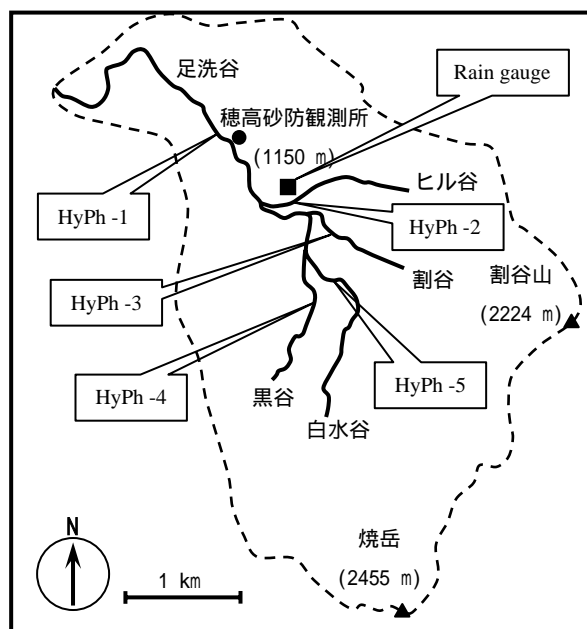 足洗谷
Rain gauge
穂高砂防観測所
(1150 m)
ヒル谷
HyPh -1
HyPh -2
割谷
割谷山
(2224 m)
HyPh -3
HyPh -4
HyPh -5
黒谷
白水谷
焼岳
(2455 m)
N
1 km